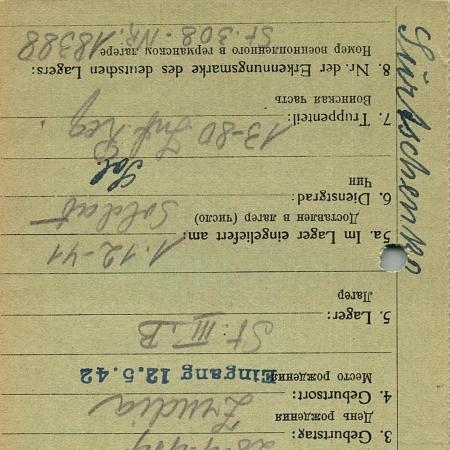 3. Geburtstag:
День рождения
4. Geburtsort:
Место рождения Eingang 12.5.42
5. Lager: St. III. B
Лагерь
5a. Im Lager eingeliefert am: 1.12-41
Доставлен в лагерь (число)
6. Dienstgrad: Soldat
Чин Sol.
7. Truppenteil: 13-80. Inf. Reg
Воинская часть
8. Nr. der Erkennungsmarke des deutschen Lagers:
Номер военнопленного в германском лагере
St. 308-Nr. 18388